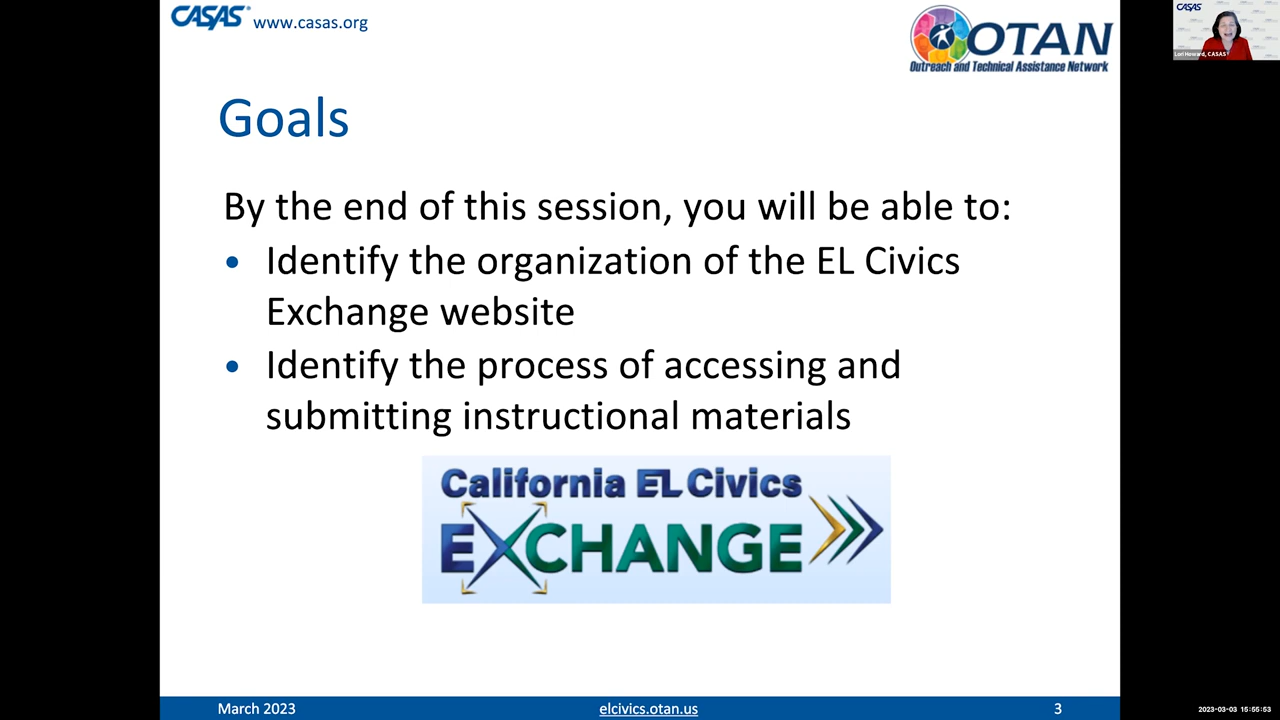 CASAS® www.casas.org
OTAN
Outreach and Technical Assistance Network
CASAS
Lori Howard, CASAS
Goals
By the end of this session, you will be able to:
• Identify the organization of the EL Civics
Exchange website
• Identify the process of accessing and
submitting instructional materials
California EL Civics
EXCHANGE
March 2023
elcivics.otan.us
3
2023-03-03 15:55:53